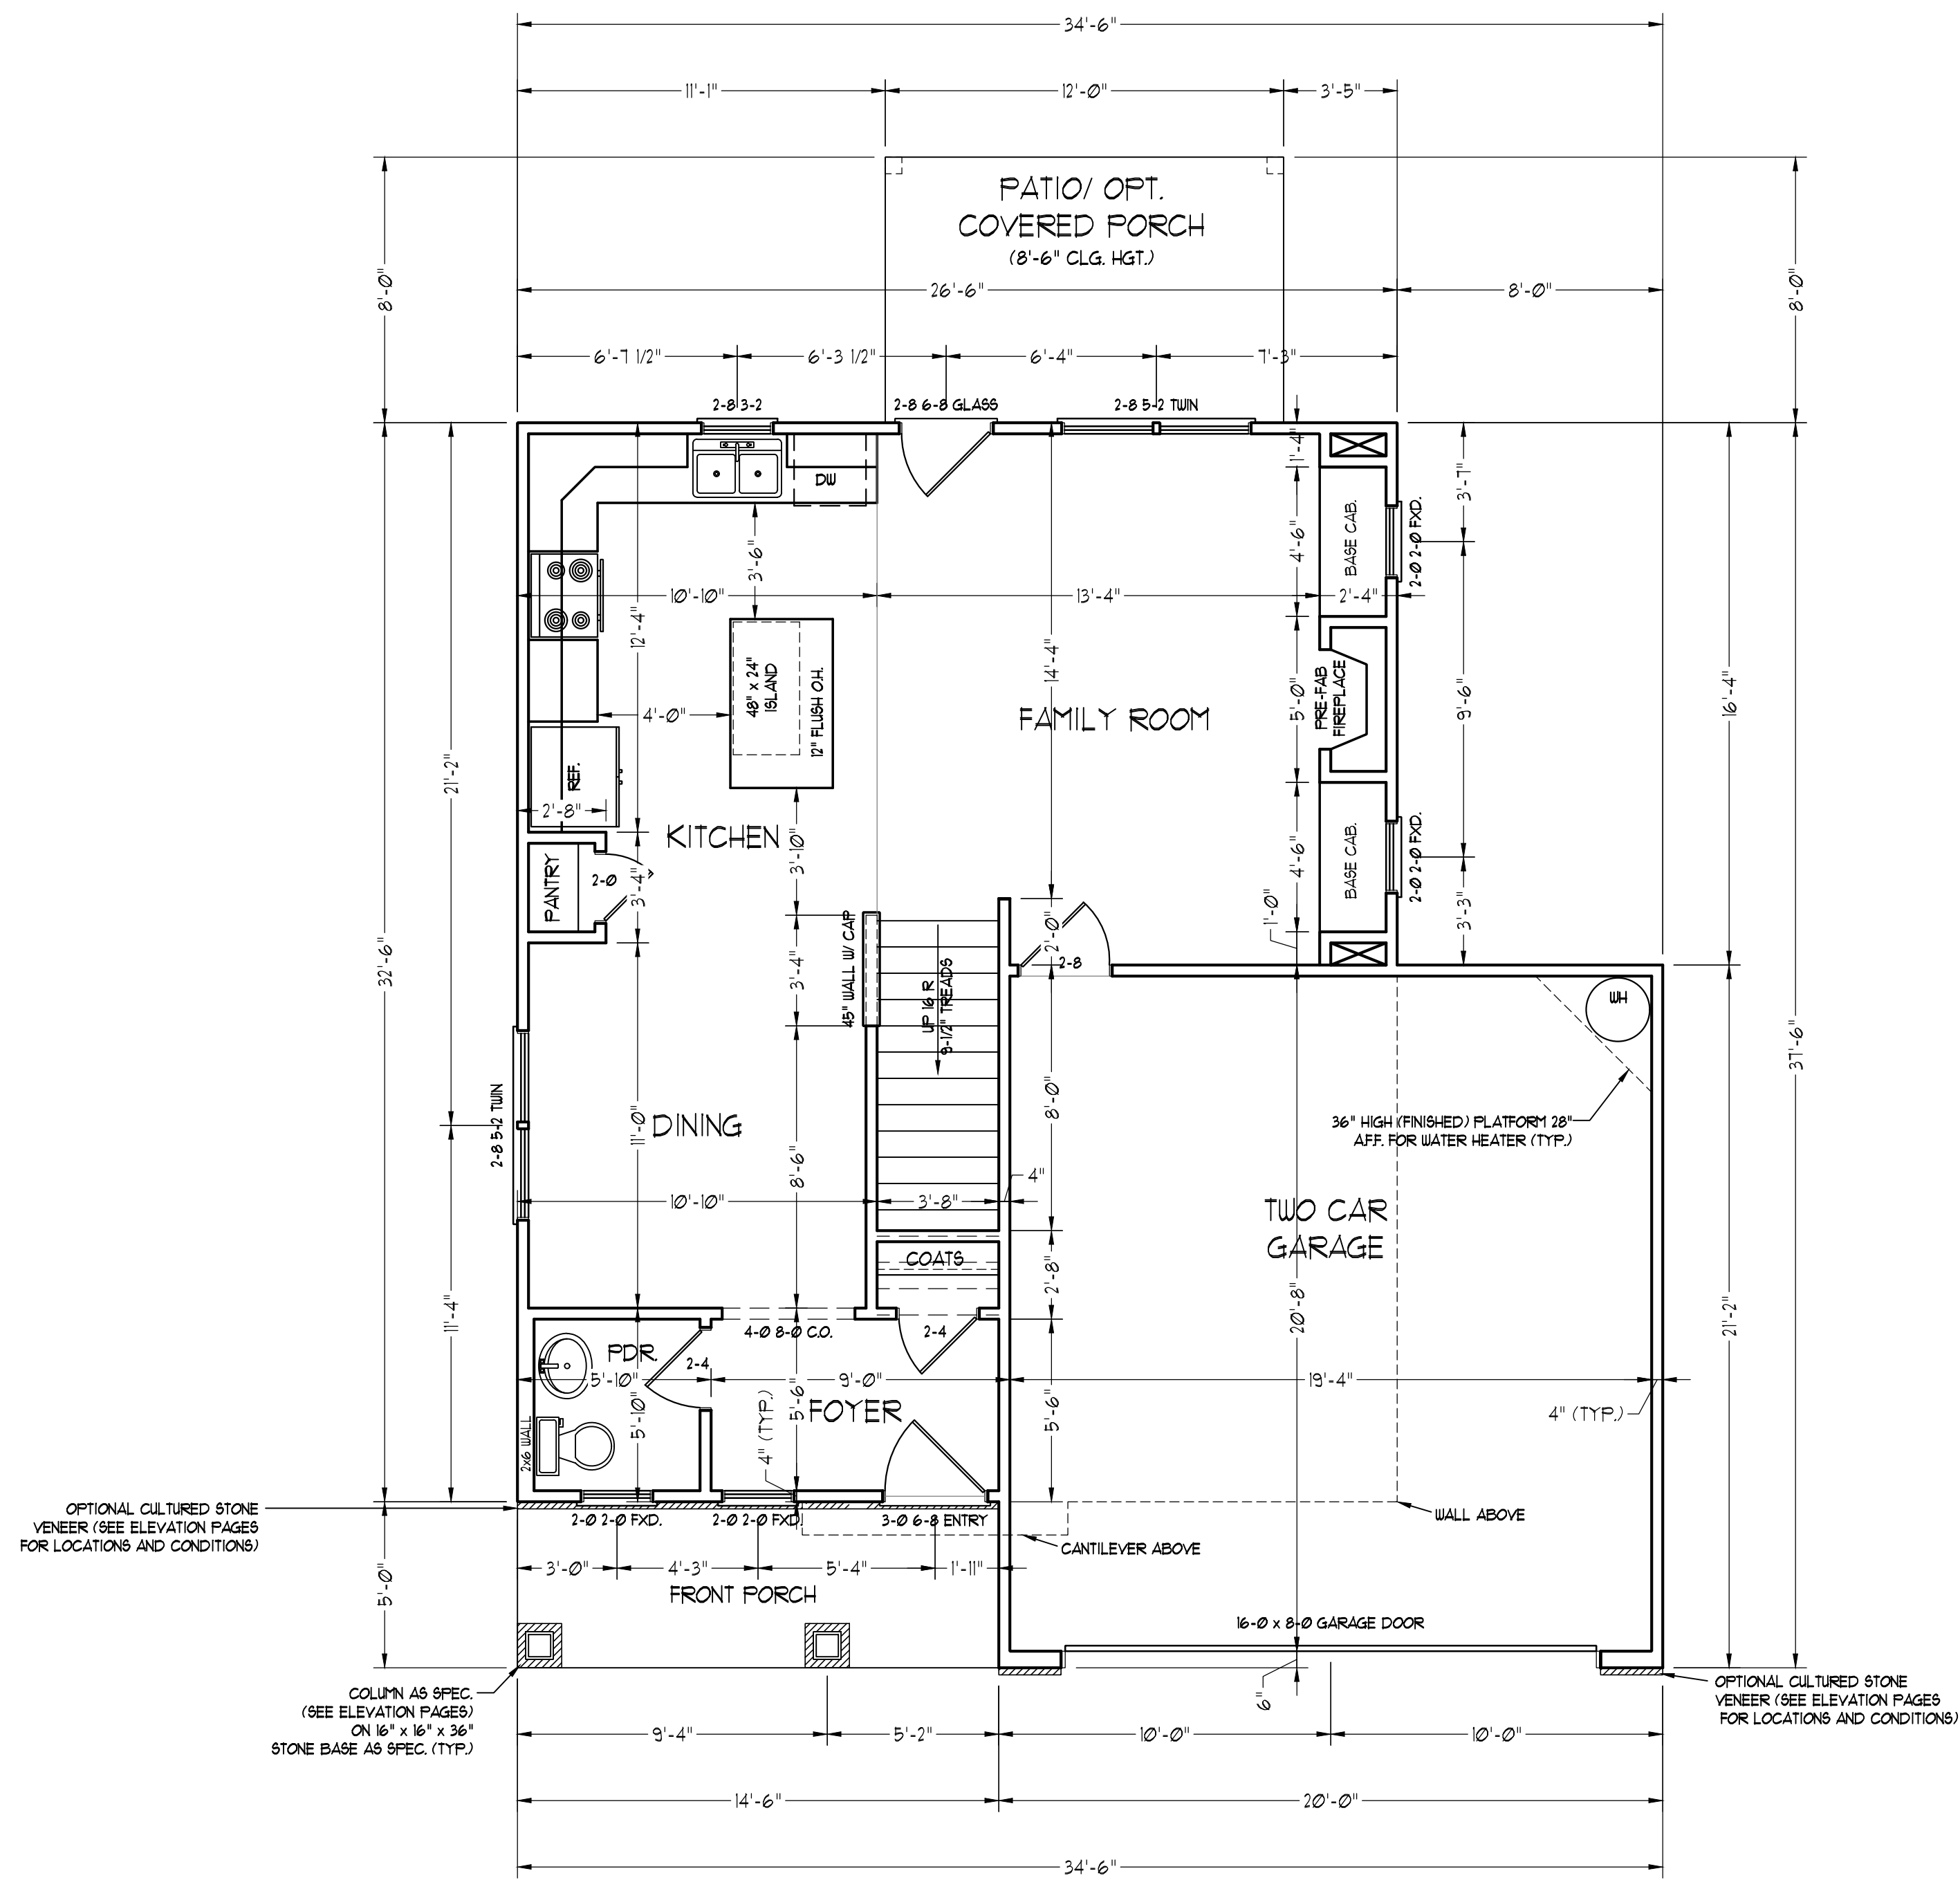 34'-6"
11'-1"
12'-0"
3'-5"
PATIO/ OPT.
COVERED PORCH
(8'-6" CLG. HGT.)
8'-0"
26'-6"
8'-0"
8'-0"
6'-7 1/2"
6'-3 1/2"
6'-4"
7'-3"
2-8 3-2
2-8 6-8 GLASS
2-8 5-2 TWIN
1'-4"
DW
3'-7"
4'-6"
BASE CAB.
2-0 2-0 FXD.
3'-6"
10'-10"
13'-4"
2'-4"
12'-4"
14'-4"
48" x 24"
ISLAND
12" FLUSH O.H.
4'-0"
FAMILY ROOM
5'-0"
PRE-FAB
FIREPLACE
9'-6"
16'-4"
21'-2"
REF.
2'-8"
KITCHEN
3'-10"
4'-6"
BASE CAB.
2-0 2-0 FXD.
PANTRY
2-0
3'-4"
1'-0"
3'-3"
32'-6"
45" WALL W/ CAP
3'-4"
UP 16 R
9-1/2" TREADS
2'-0"
2-8
WH
37'-6"
2-8 5-2 TWIN
DINING
11'-0"
8'-6"
8'-0"
36" HIGH (FINISHED) PLATFORM 28"
A.F.F. FOR WATER HEATER (TYP.)
4"
10'-10"
3'-8"
TWO CAR
GARAGE
COATS
2'-8"
11'-4"
20'-8"
21'-2"
4-0 8-0 C.O.
2-4
PDR.
2-4
5'-10"
9'-0"
19'-4"
5'-10"
4" (TYP.)
5'-6"
FOYER
5'-6"
4" (TYP.)
2x6 WALL
OPTIONAL CULTURED STONE
VENEER (SEE ELEVATION PAGES
FOR LOCATIONS AND CONDITIONS)
2-0 2-0 FXD.
2-0 2-0 FXD.
3-0 6-8 ENTRY
WALL ABOVE
CANTILEVER ABOVE
3'-0"
4'-3"
5'-4"
1'-11"
5'-0"
FRONT PORCH
16-0 x 8-0 GARAGE DOOR
6"
COLUMN AS SPEC.
(SEE ELEVATION PAGES)
ON 16" x 16" x 36"
STONE BASE AS SPEC. (TYP.)
OPTIONAL CULTURED STONE
VENEER (SEE ELEVATION PAGES
FOR LOCATIONS AND CONDITIONS)
9'-4"
5'-2"
10'-0"
10'-0"
14'-6"
20'-0"
34'-6"